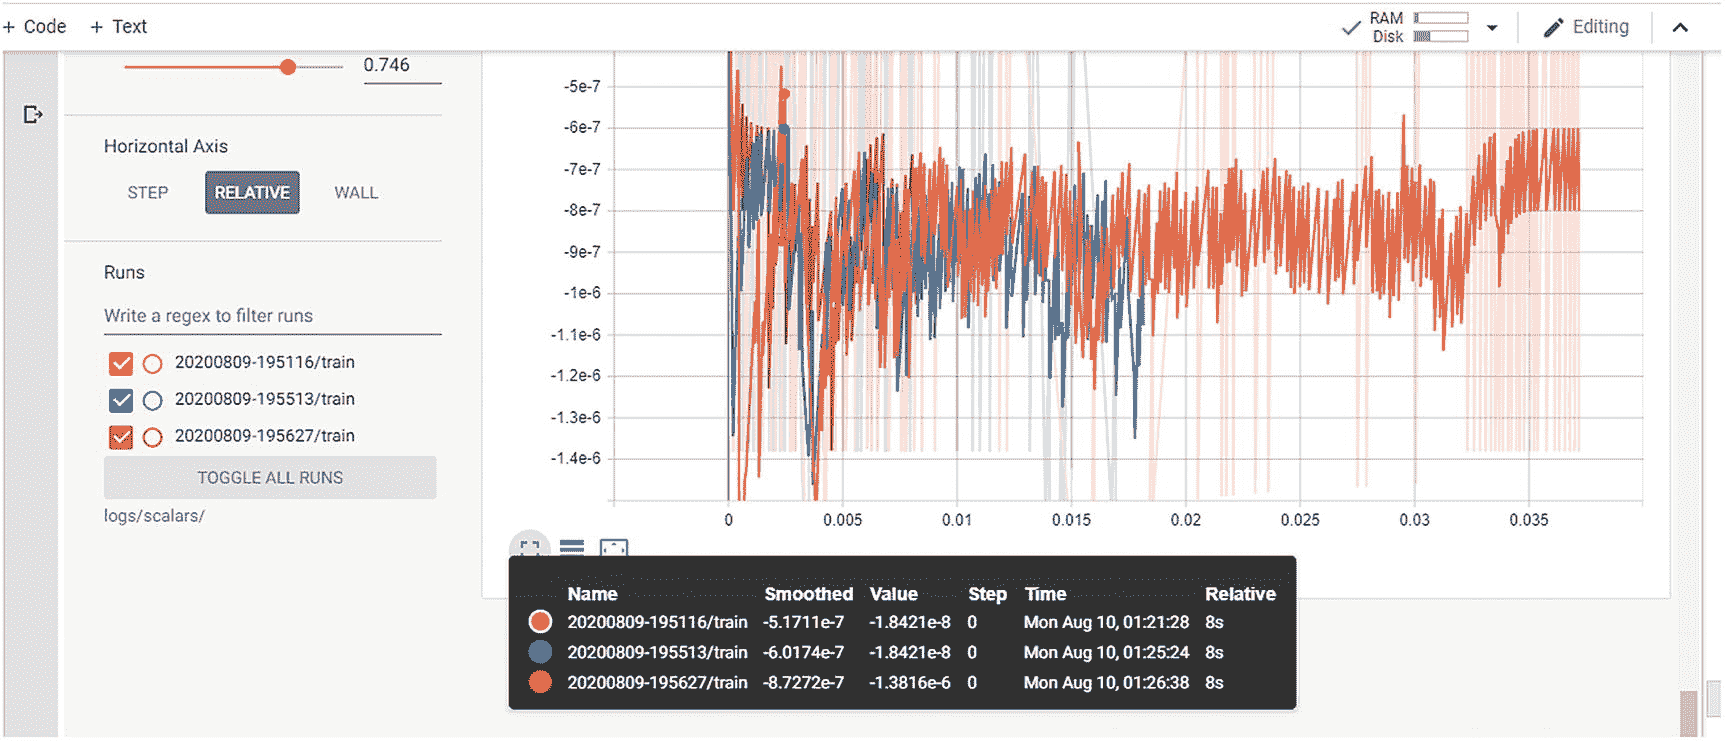 + Code + Text
RAM
Disk
Editing
0.746
Horizontal Axis
STEP RELATIVE WALL
Runs
Write a regex to filter runs
20200809-195116/train
20200809-195513/train
20200809-195627/train
TOGGLE ALL RUNS
logs/scalars/
-5e-7
-6e-7
-7e-7
-8e-7
-9e-7
-1e-6
-1.1e-6
-1.2e-6
-1.3e-6
-1.4e-6
0 0.005 0.01 0.015 0.02 0.025 0.03 0.035
Name Smoothed Value Step Time Relative
20200809-195116/train -5.1711e-7 -1.8421e-8 0 Mon Aug 10, 01:21:28 8s
20200809-195513/train -6.0174e-7 -1.8421e-8 0 Mon Aug 10, 01:25:24 8s
20200809-195627/train -8.7272e-7 -1.3816e-6 0 Mon Aug 10, 01:26:38 8s